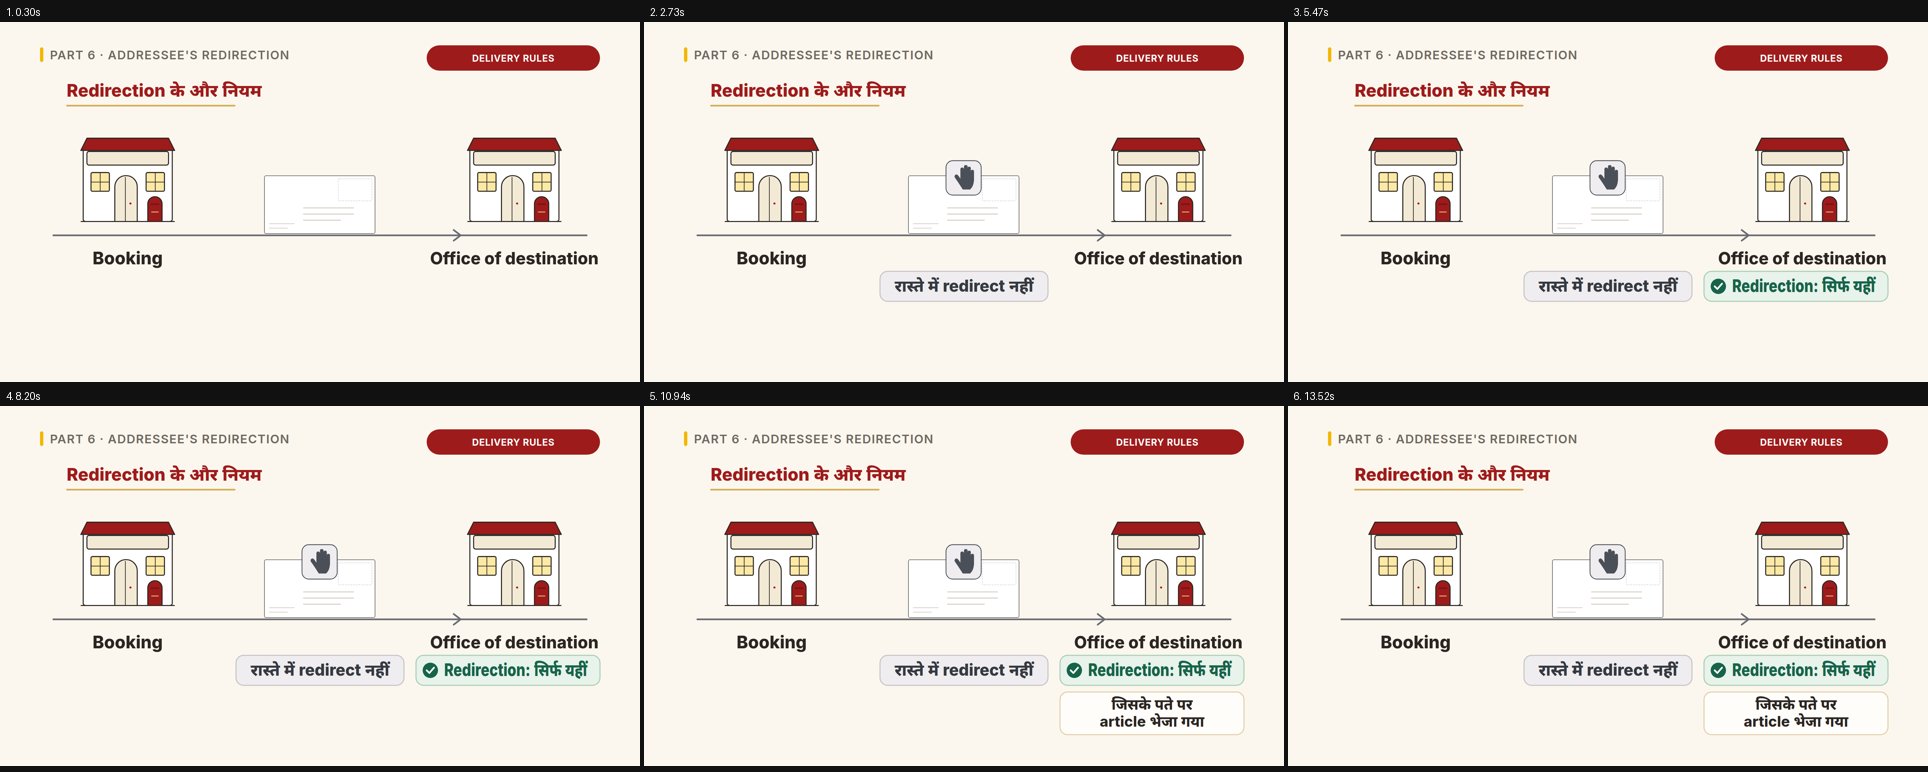 1. 0.30s
PART 6 · ADDRESSEE'S REDIRECTION
DELIVERY RULES
Redirection के और नियम
Booking
Office of destination
2. 2.73s
PART 6 · ADDRESSEE'S REDIRECTION
DELIVERY RULES
Redirection के और नियम
Booking
Office of destination
रास्ते में redirect नहीं
3. 5.47s
PART 6 · ADDRESSEE'S REDIRECTION
DELIVERY RULES
Redirection के और नियम
Booking
Office of destination
रास्ते में redirect नहीं
Redirection: सिर्फ यहीं
4. 8.20s
PART 6 · ADDRESSEE'S REDIRECTION
DELIVERY RULES
Redirection के और नियम
Booking
Office of destination
रास्ते में redirect नहीं
Redirection: सिर्फ यहीं
5. 10.94s
PART 6 · ADDRESSEE'S REDIRECTION
DELIVERY RULES
Redirection के और नियम
Booking
Office of destination
रास्ते में redirect नहीं
Redirection: सिर्फ यहीं
जिसके पते पर
article भेजा गया
6. 13.52s
PART 6 · ADDRESSEE'S REDIRECTION
DELIVERY RULES
Redirection के और नियम
Booking
Office of destination
रास्ते में redirect नहीं
Redirection: सिर्फ यहीं
जिसके पते पर
article भेजा गया